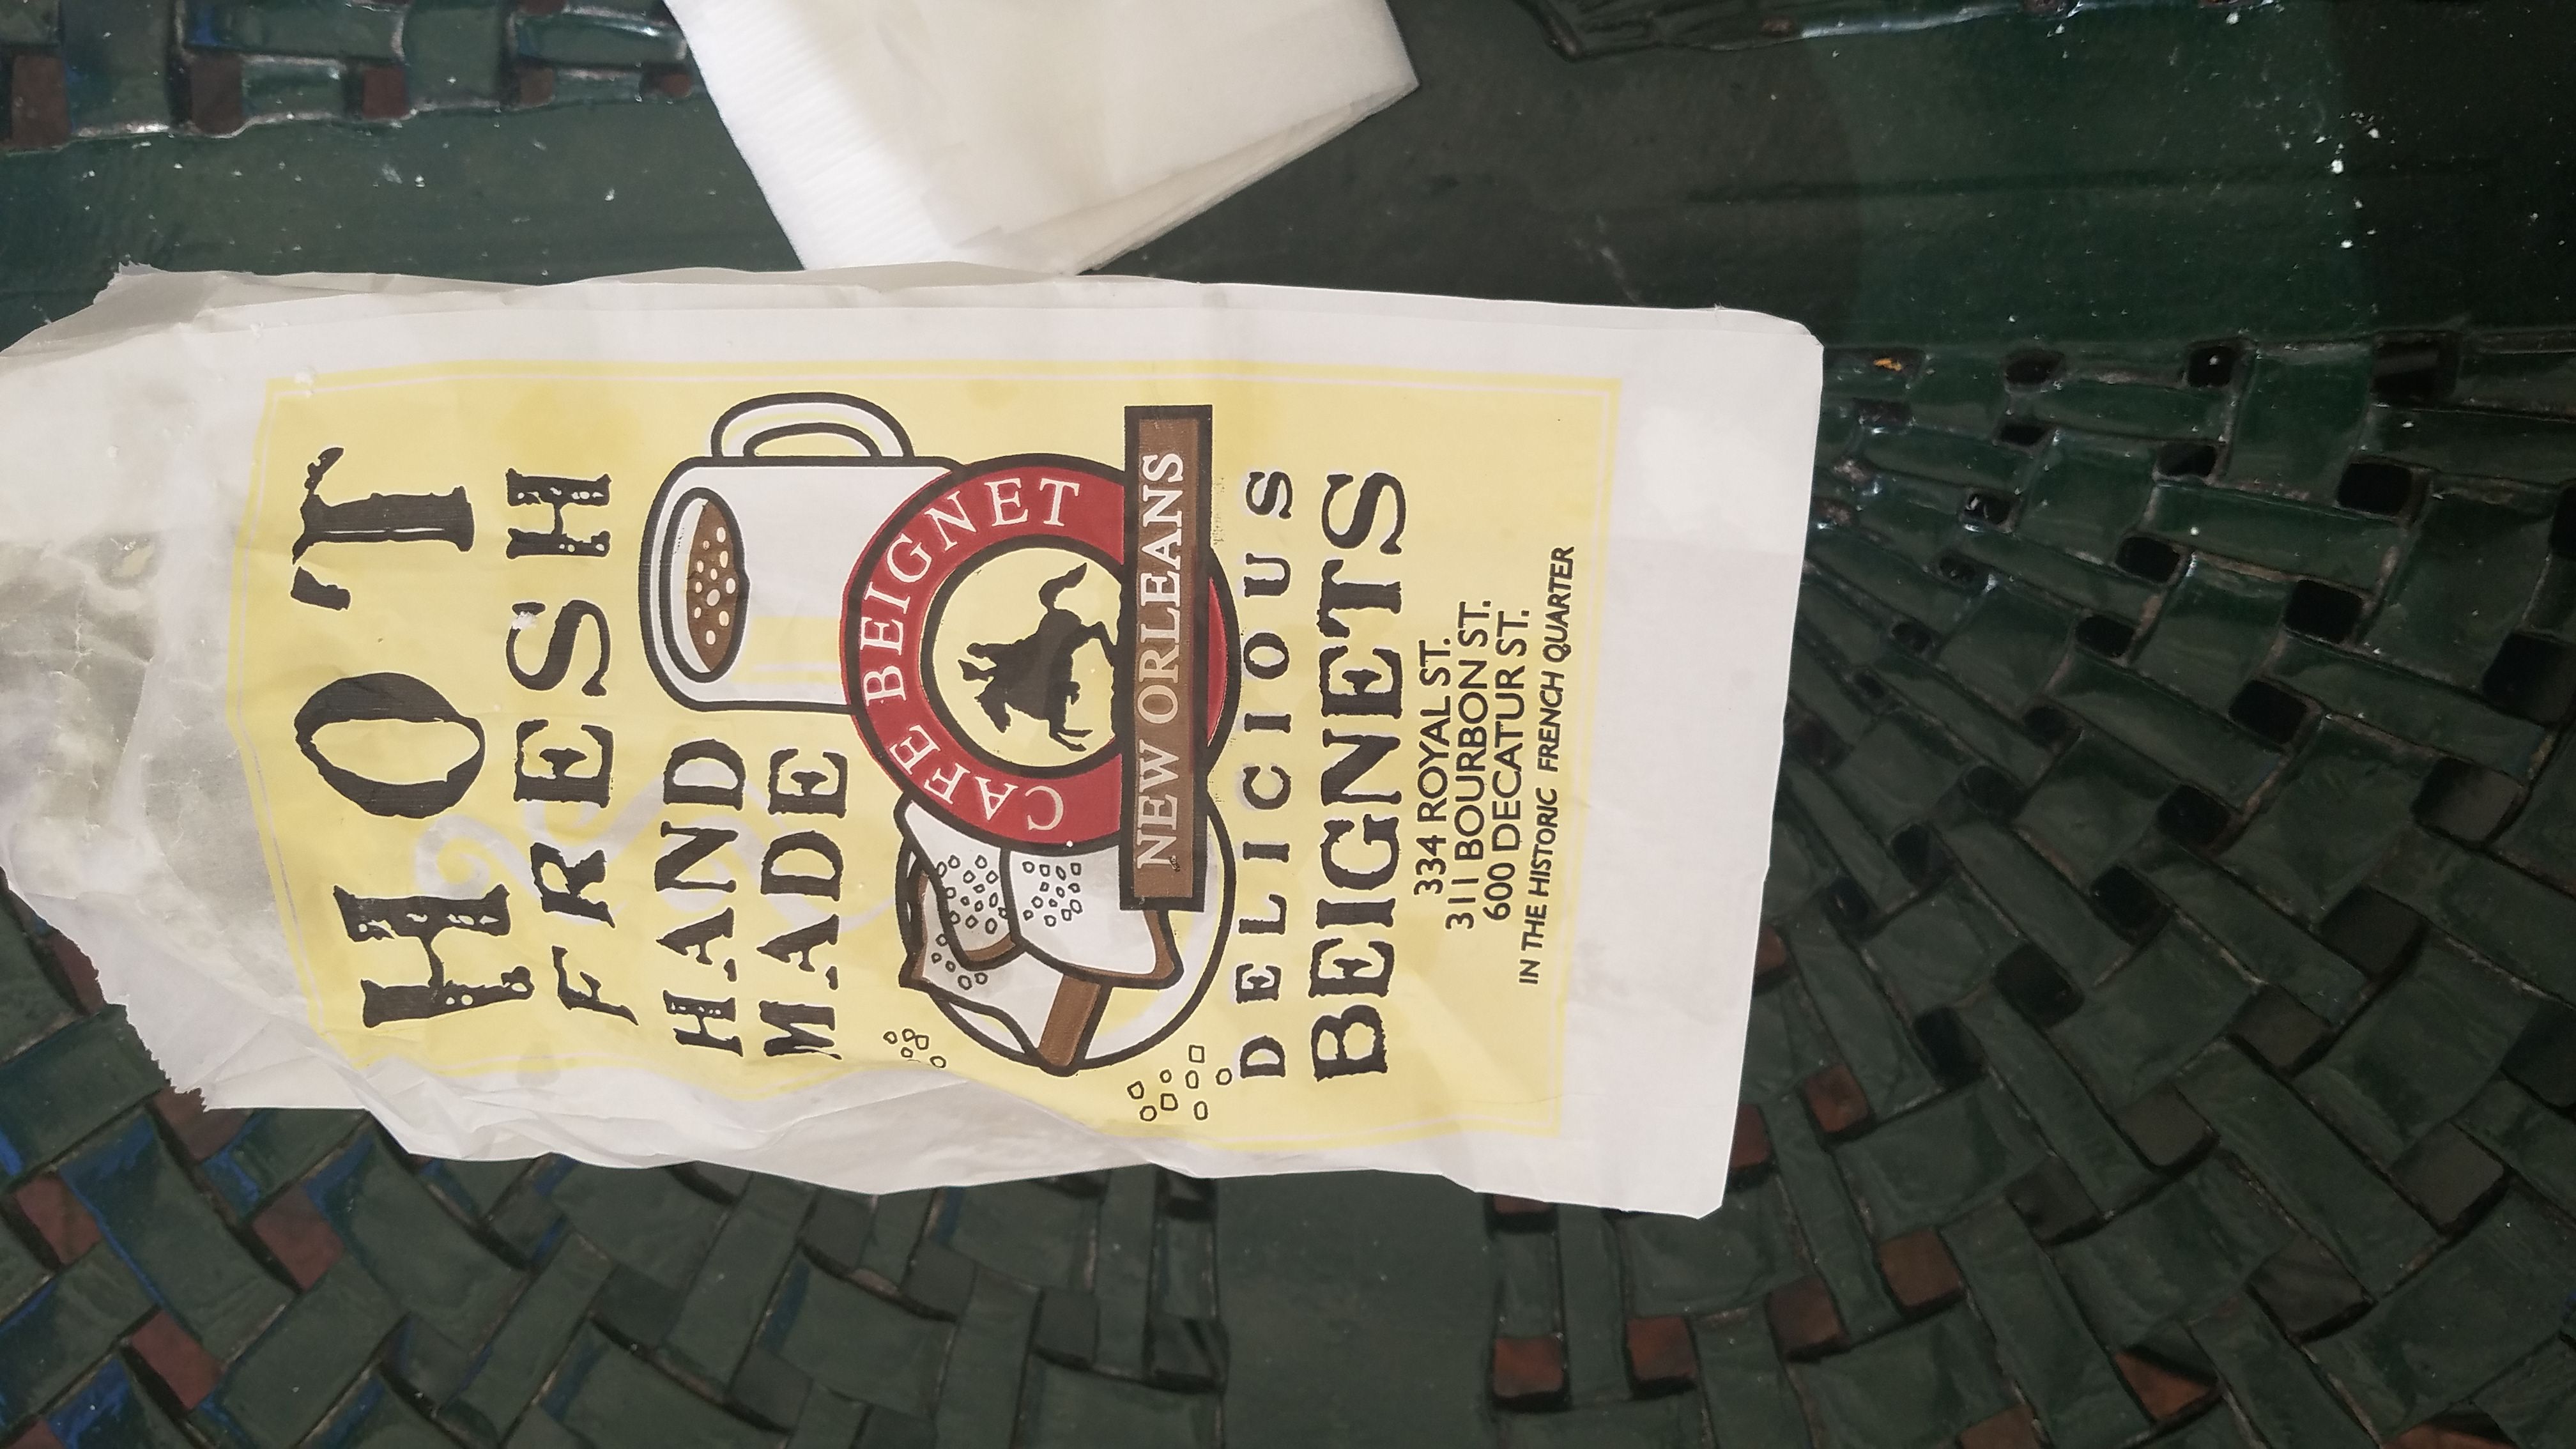 HOT
FRESH
HAND
MADE
CAFE BEIGNET
NEW ORLEANS
DELICIOUS
BEIGNETS
334 ROYAL ST.
311 BOURBON ST.
600 DECATUR ST.
IN THE HISTORIC FRENCH QUARTER